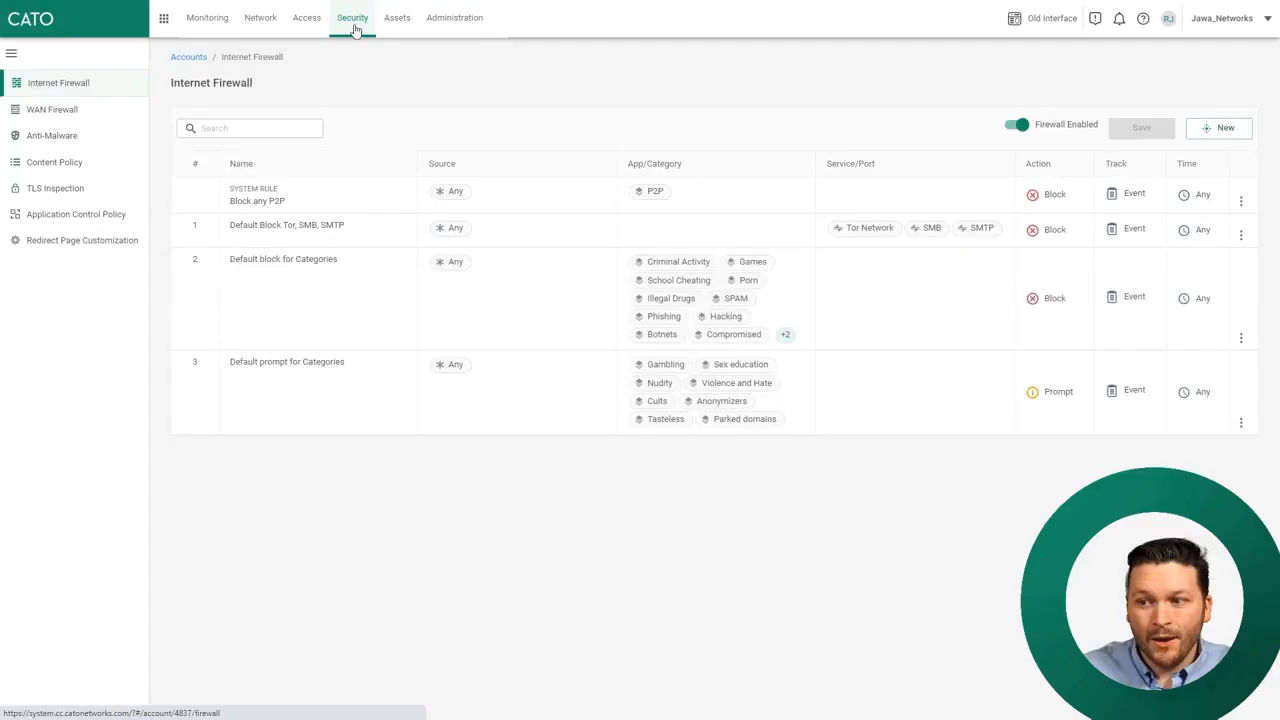 CATO
Monitoring Network Access Security Assets Administration
Old Interface
RJ
Jawa_Networks
Accounts / Internet Firewall
Internet Firewall
WAN Firewall
Anti-Malware
Content Policy
TLS Inspection
Application Control Policy
Redirect Page Customization
Internet Firewall
Search
Firewall Enabled
Save
New
# Name Source App/Category Service/Port Action Track Time
SYSTEM RULE
Block any P2P
Any P2P Block Event Any
1 Default Block Tor, SMB, SMTP Any Tor Network SMB SMTP Block Event Any
2 Default block for Categories Any Criminal Activity Games
School Cheating Porn
Illegal Drugs SPAM
Phishing Hacking
Botnets Compromised +2
Block Event Any
3 Default prompt for Categories Any Gambling Sex education
Nudity Violence and Hate
Cults Anonymizers
Tasteless Parked domains
Prompt Event Any
https://system.cc.catonetworks.com/?#/account/4837/firewall